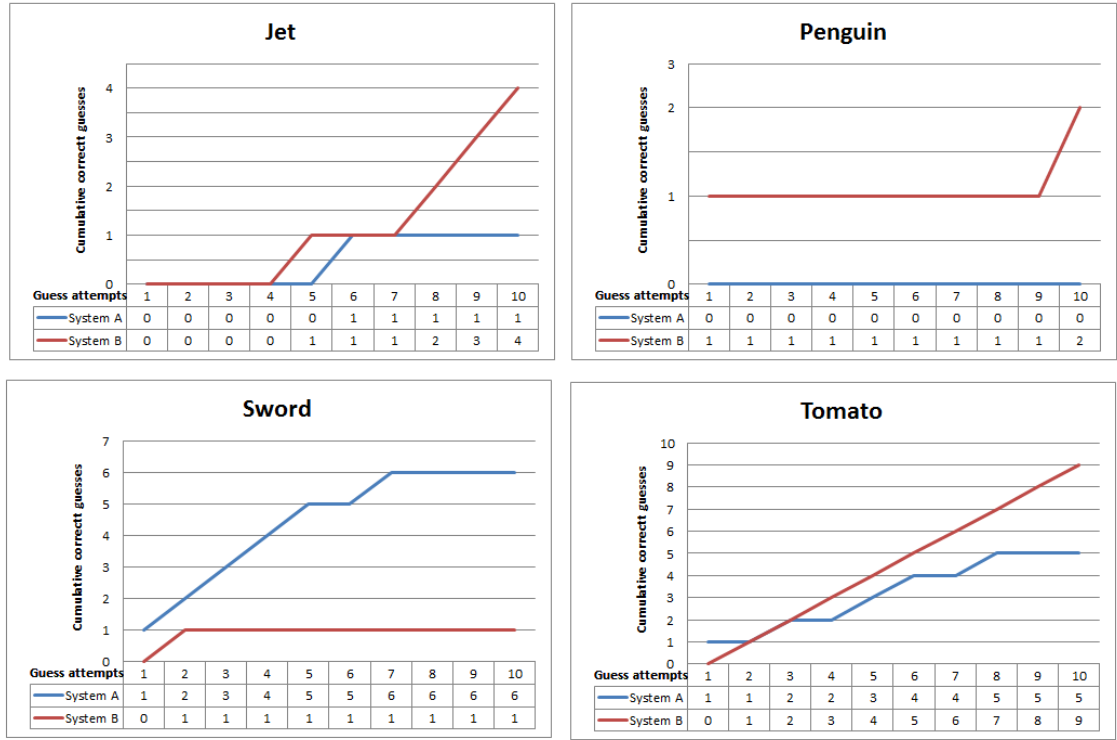 Jet
Cumulative correctt guesses
4
3
2
1
0
Guess attempts 1 2 3 4 5 6 7 8 9 10
System A 0 0 0 0 0 1 1 1 1 1
System B 0 0 0 0 1 1 1 2 3 4
Penguin
Cumulative correctt guesses
3
2
1
0
Guess attempts 1 2 3 4 5 6 7 8 9 10
System A 0 0 0 0 0 0 0 0 0 0
System B 1 1 1 1 1 1 1 1 1 2
Sword
Cumulative correctt guesses
7
6
5
4
3
2
1
0
Guess attempts 1 2 3 4 5 6 7 8 9 10
System A 1 2 3 4 5 5 6 6 6 6
System B 0 1 1 1 1 1 1 1 1 1
Tomato
Cumulative correctt guesses
10
9
8
7
6
5
4
3
2
1
0
Guess attempts 1 2 3 4 5 6 7 8 9 10
System A 1 1 2 2 3 4 4 5 5 5
System B 0 1 2 3 4 5 6 7 8 9